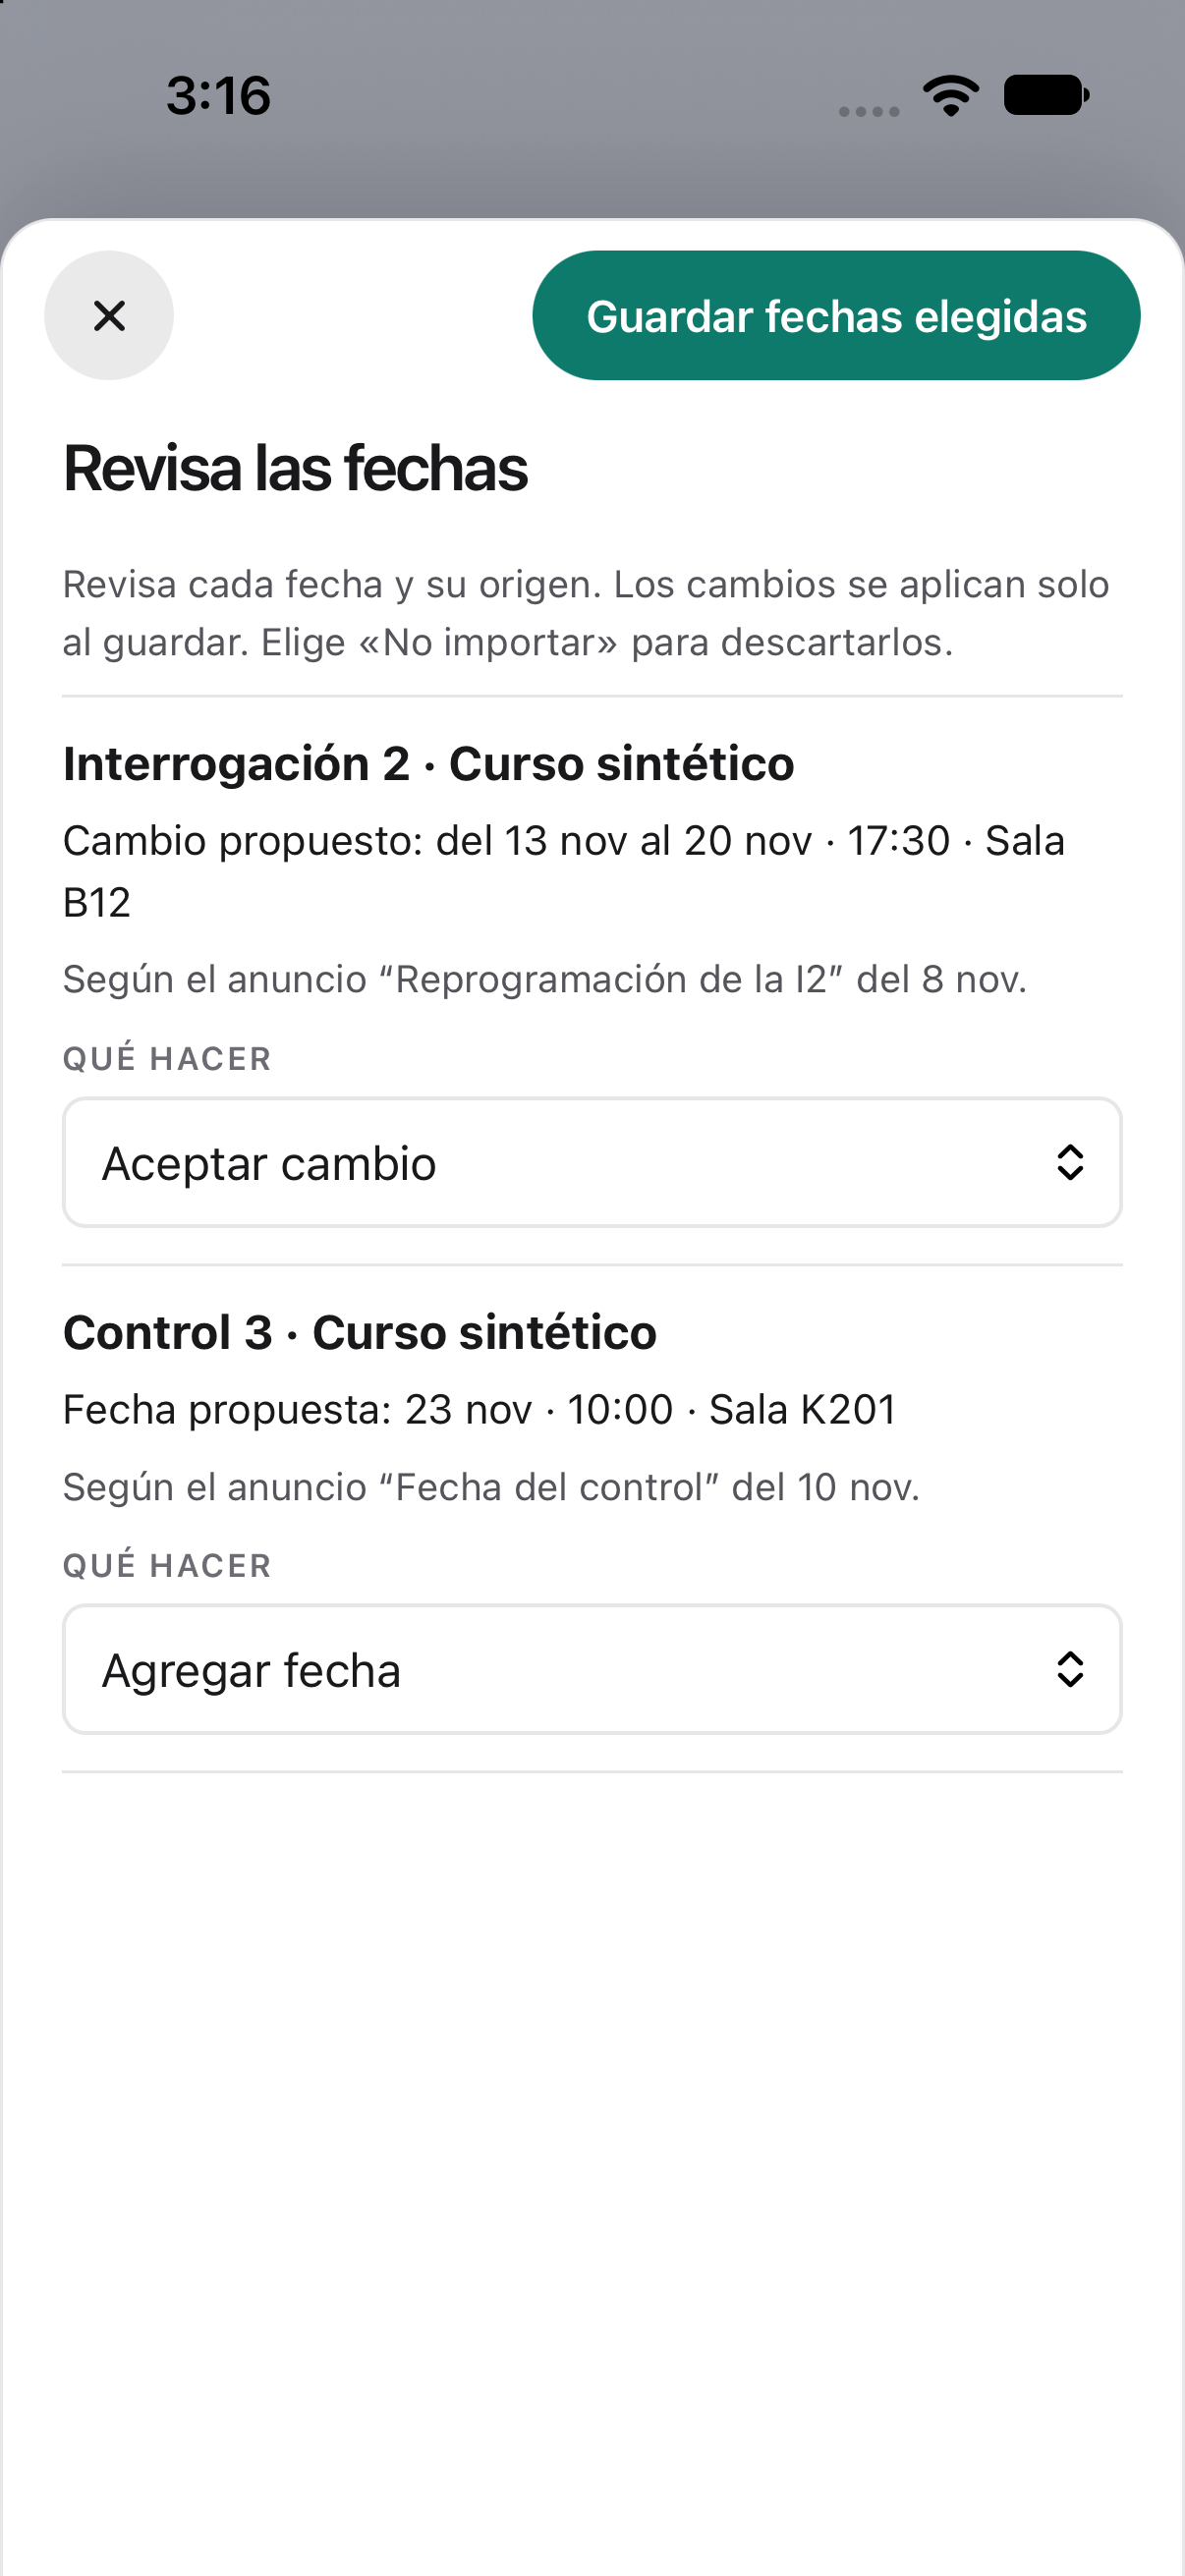 3:16
Guardar fechas elegidas
Revisa las fechas
Revisa cada fecha y su origen. Los cambios se aplican solo
al guardar. Elige «No importar» para descartarlos.
Interrogación 2 · Curso sintético
Cambio propuesto: del 13 nov al 20 nov · 17:30 · Sala
B12
Según el anuncio “Reprogramación de la I2” del 8 nov.
QUÉ HACER
Aceptar cambio
Control 3 · Curso sintético
Fecha propuesta: 23 nov · 10:00 · Sala K201
Según el anuncio “Fecha del control” del 10 nov.
QUÉ HACER
Agregar fecha